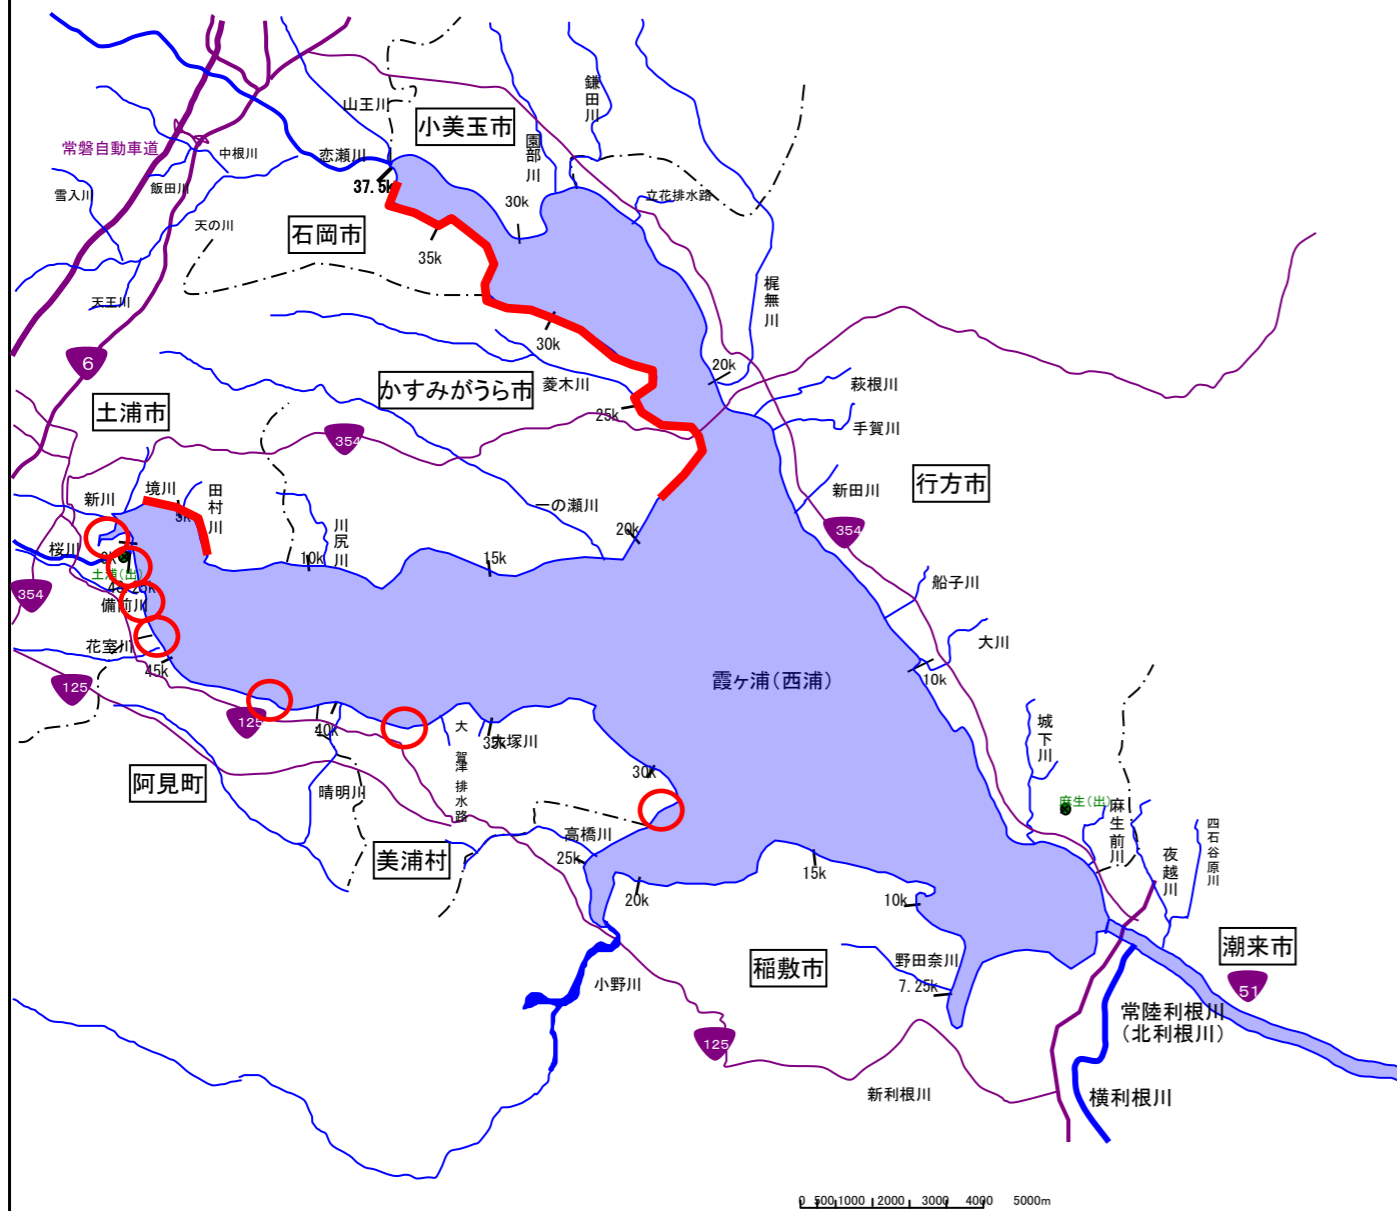 鎌田川
山王川
小美玉市
園部川
常磐自動車道
中根川
恋瀬川
37.5k
飯田川
雪入川
立花排水路
30k
天の川
石岡市
35k
天王川
梶無川
30k
6
20k
菱木川
萩根川
かすみがうら市
25k
土浦市
手賀川
354
行方市
新川
境川
田村川
5k
一の瀬川
新田川
20k
川尻川
354
桜川
0k
10k
15k
土浦(出)
船子川
354
備前川
花室川
大川
45k
10k
霞ヶ浦(西浦)
125
125
40k
大塚川
35k
大賀津排水路
城下川
30k
阿見町
晴明川
麻生(出)
麻生前川
四石谷原川
高橋川
美浦村
25k
15k
夜越川
20k
10k
潮来市
野田奈川
稲敷市
7.25k
小野川
51
常陸利根川
(北利根川)
125
新利根川
横利根川
0 500 1000 2000 3000 4000 5000m